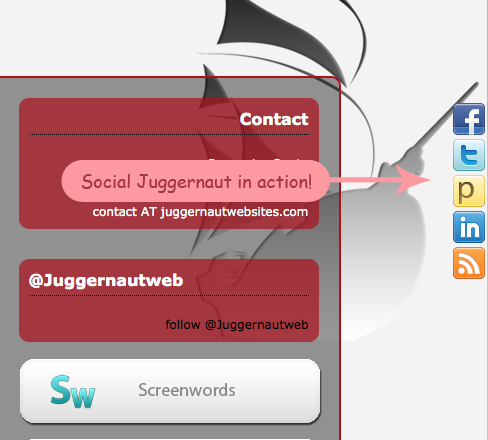 Contact
Social Juggernaut in action!
contact AT juggernautwebsites.com
@Juggernautweb
follow @Juggernautweb
Sw
Screenwords
f
t
p
in